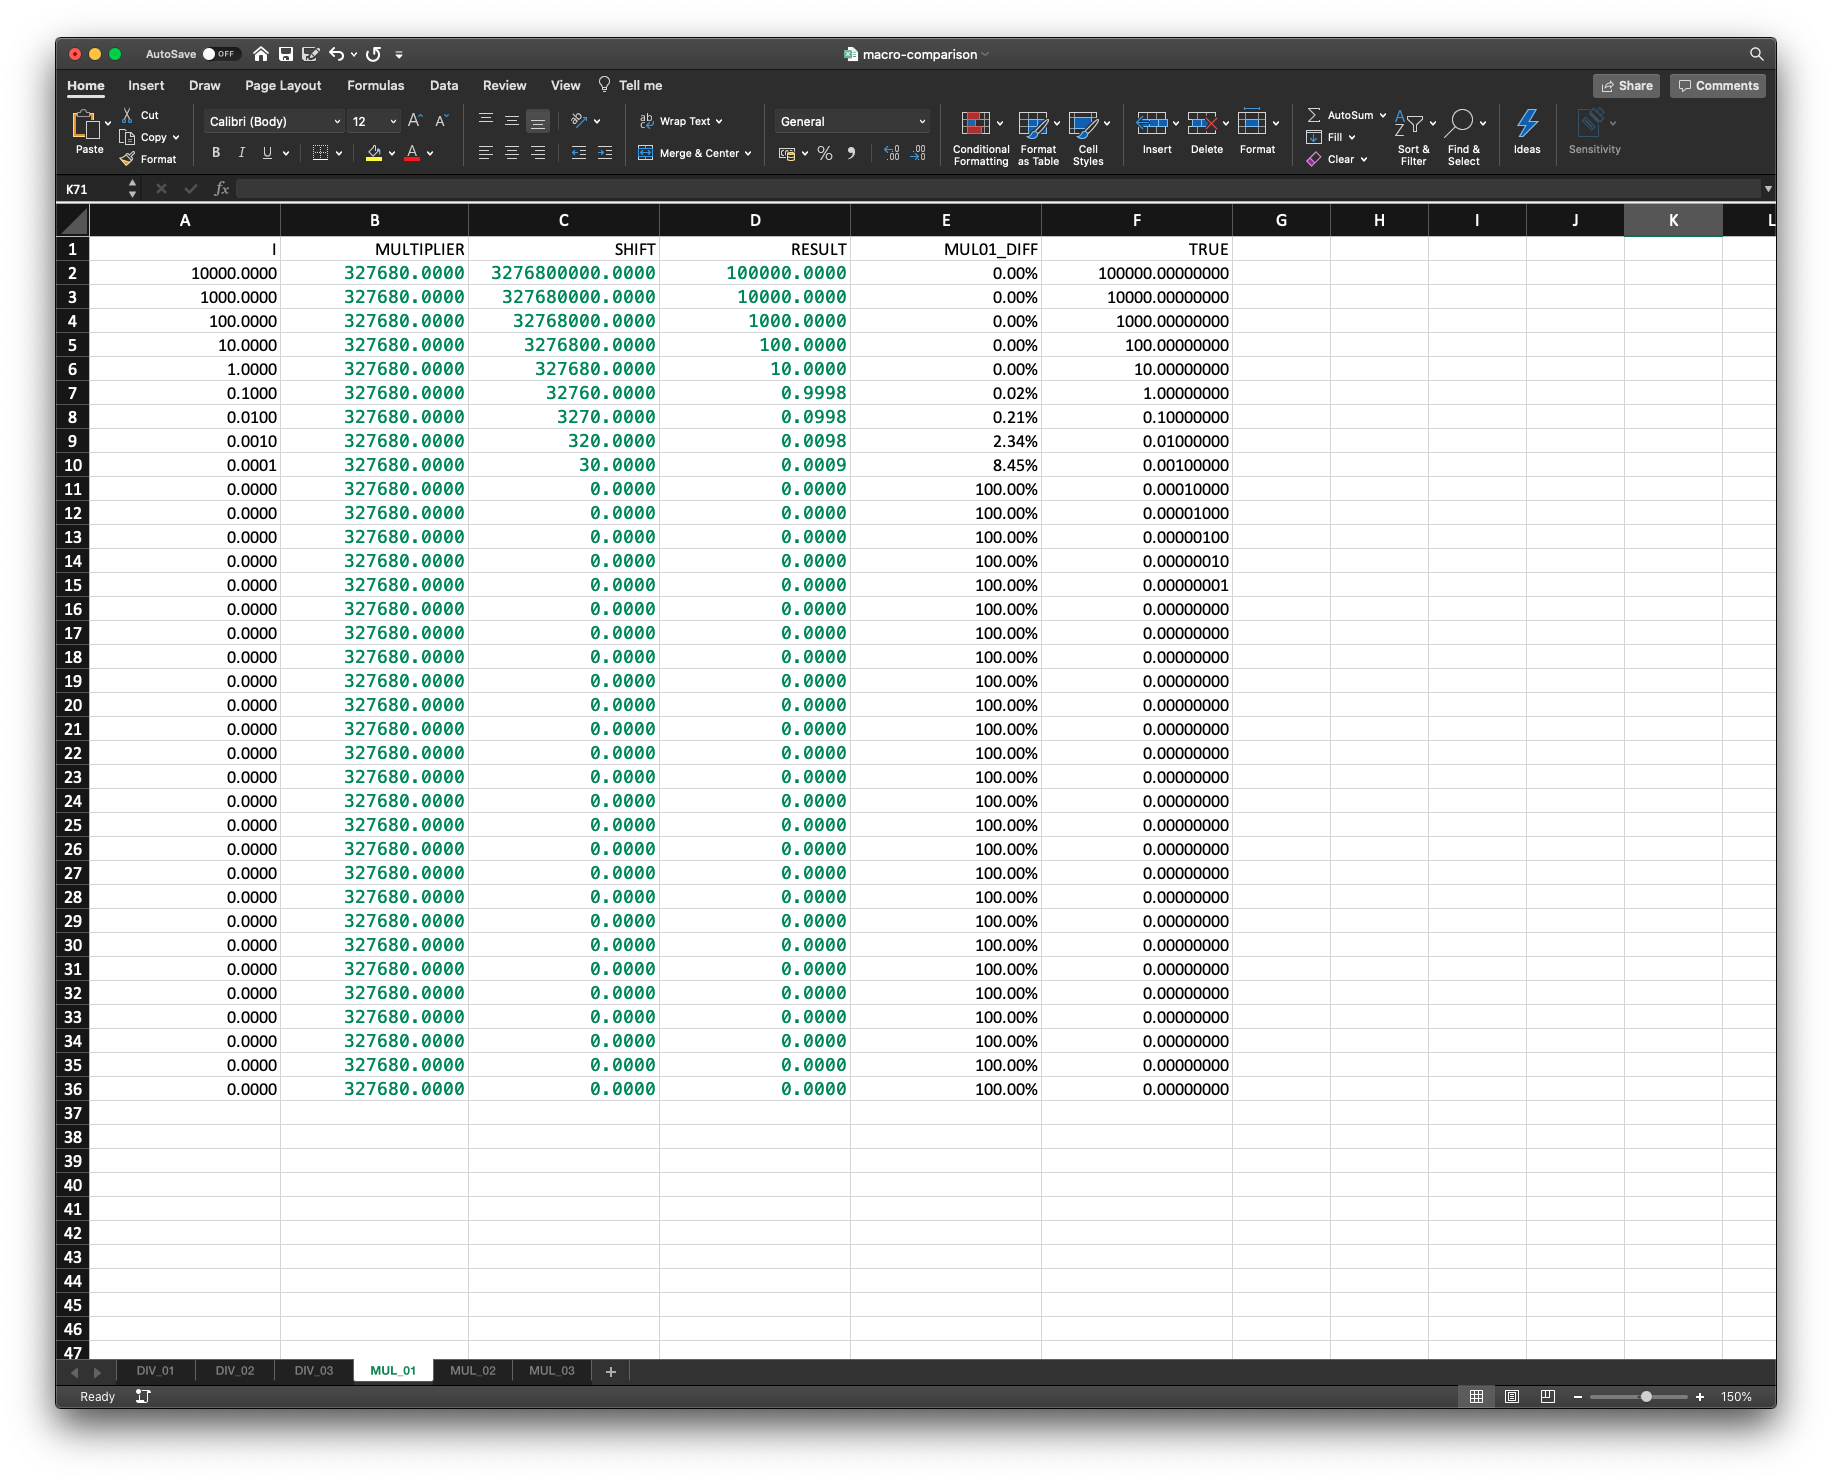 AutoSave OFF macro-comparison
Home Insert Draw Page Layout Formulas Data Review View Tell me Share Comments
Paste Cut Copy Format
Calibri (Body) 12
B I U
Wrap Text
Merge & Center
General
Conditional Formatting
Format as Table
Cell Styles
Insert Delete Format
AutoSum
Fill
Clear
Sort & Filter
Find & Select
Ideas
Sensitivity
K71 fx
A B C D E F G H I J K L
1 I MULTIPLIER SHIFT RESULT MUL01_DIFF TRUE
2 10000.0000 327680.0000 3276800000.0000 100000.0000 0.00% 100000.00000000
3 1000.0000 327680.0000 327680000.0000 10000.0000 0.00% 10000.00000000
4 100.0000 327680.0000 32768000.0000 1000.0000 0.00% 1000.00000000
5 10.0000 327680.0000 3276800.0000 100.0000 0.00% 100.00000000
6 1.0000 327680.0000 327680.0000 10.0000 0.00% 10.00000000
7 0.1000 327680.0000 32760.0000 0.9998 0.02% 1.00000000
8 0.0100 327680.0000 3270.0000 0.0998 0.21% 0.10000000
9 0.0010 327680.0000 320.0000 0.0098 2.34% 0.01000000
10 0.0001 327680.0000 30.0000 0.0009 8.45% 0.00100000
11 0.0000 327680.0000 0.0000 0.0000 100.00% 0.00010000
12 0.0000 327680.0000 0.0000 0.0000 100.00% 0.00001000
13 0.0000 327680.0000 0.0000 0.0000 100.00% 0.00000100
14 0.0000 327680.0000 0.0000 0.0000 100.00% 0.00000010
15 0.0000 327680.0000 0.0000 0.0000 100.00% 0.00000001
16 0.0000 327680.0000 0.0000 0.0000 100.00% 0.00000000
17 0.0000 327680.0000 0.0000 0.0000 100.00% 0.00000000
18 0.0000 327680.0000 0.0000 0.0000 100.00% 0.00000000
19 0.0000 327680.0000 0.0000 0.0000 100.00% 0.00000000
20 0.0000 327680.0000 0.0000 0.0000 100.00% 0.00000000
21 0.0000 327680.0000 0.0000 0.0000 100.00% 0.00000000
22 0.0000 327680.0000 0.0000 0.0000 100.00% 0.00000000
23 0.0000 327680.0000 0.0000 0.0000 100.00% 0.00000000
24 0.0000 327680.0000 0.0000 0.0000 100.00% 0.00000000
25 0.0000 327680.0000 0.0000 0.0000 100.00% 0.00000000
26 0.0000 327680.0000 0.0000 0.0000 100.00% 0.00000000
27 0.0000 327680.0000 0.0000 0.0000 100.00% 0.00000000
28 0.0000 327680.0000 0.0000 0.0000 100.00% 0.00000000
29 0.0000 327680.0000 0.0000 0.0000 100.00% 0.00000000
30 0.0000 327680.0000 0.0000 0.0000 100.00% 0.00000000
31 0.0000 327680.0000 0.0000 0.0000 100.00% 0.00000000
32 0.0000 327680.0000 0.0000 0.0000 100.00% 0.00000000
33 0.0000 327680.0000 0.0000 0.0000 100.00% 0.00000000
34 0.0000 327680.0000 0.0000 0.0000 100.00% 0.00000000
35 0.0000 327680.0000 0.0000 0.0000 100.00% 0.00000000
36 0.0000 327680.0000 0.0000 0.0000 100.00% 0.00000000
37
38
39
40
41
42
43
44
45
46
47
DIV_01 DIV_02 DIV_03 MUL_01 MUL_02 MUL_03 +
Ready 150%